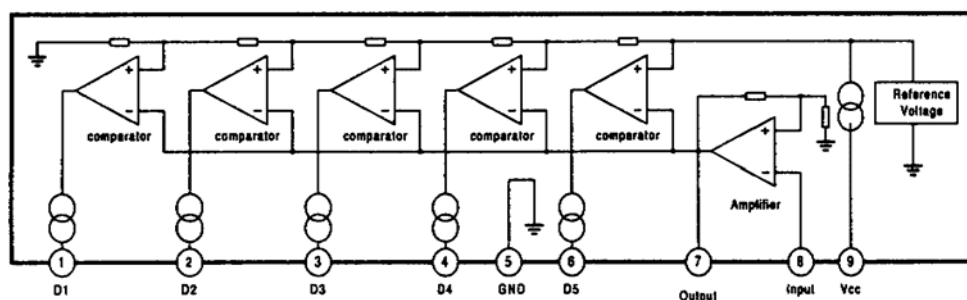 Reference
Voltage
comparator comparator comparator comparator comparator
Amplifier
+ + + + + +
- - - - - -
1 2 3 4 5 6 7 8 9
D1 D2 D3 D4 GND D5 Output Input Vcc